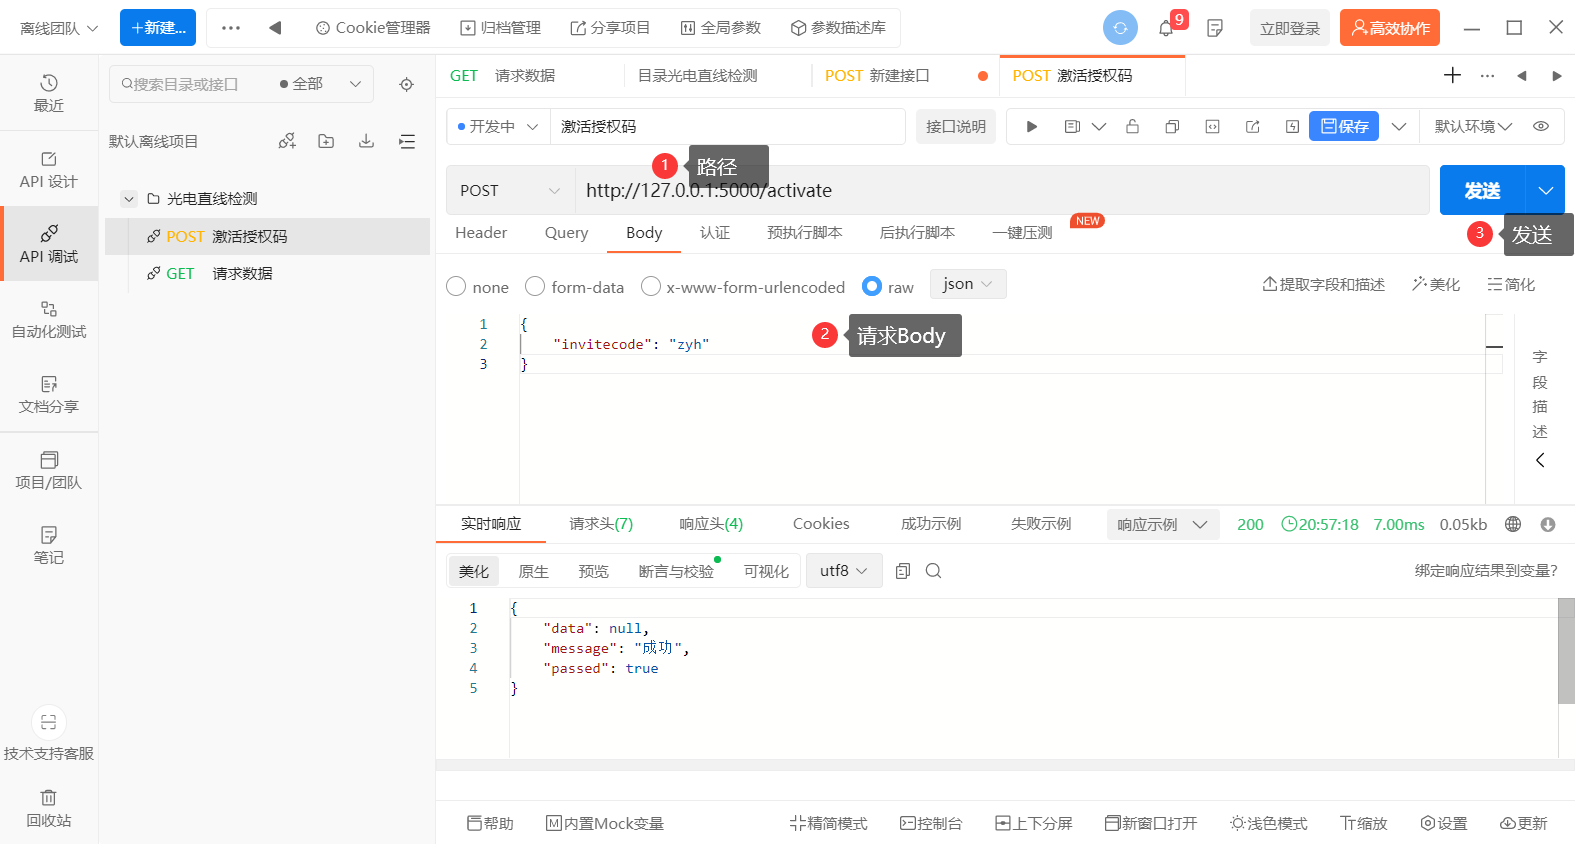 离线团队
+新建...
Cookie管理器
归档管理
分享项目
全局参数
参数描述库
9
立即登录
高效协作
最近
API 设计
API 调试
自动化测试
文档分享
项目/团队
笔记
技术支持客服
回收站
搜索目录或接口
全部
默认离线项目
光电直线检测
POST 激活授权码
GET 请求数据
GET 请求数据
目录光电直线检测
POST 新建接口
POST 激活授权码
开发中
激活授权码
接口说明
保存
默认环境
1 路径
POST
http://127.0.0.1:5000/activate
发送
3 发送
Header
Query
Body
认证
预执行脚本
后执行脚本
一键压测
NEW
none
form-data
x-www-form-urlencoded
raw
json
提取字段和描述
美化
简化
1 {
2 "invitecode": "zyh"
3 }
2 请求Body
字
段
描
述
实时响应
请求头(7)
响应头(4)
Cookies
成功示例
失败示例
响应示例
200
20:57:18
7.00ms
0.05kb
美化
原生
预览
断言与校验
可视化
utf8
绑定响应结果到变量?
1 {
2 "data": null,
3 "message": "成功",
4 "passed": true
5 }
帮助
内置Mock变量
精简模式
控制台
上下分屏
新窗口打开
浅色模式
缩放
设置
更新